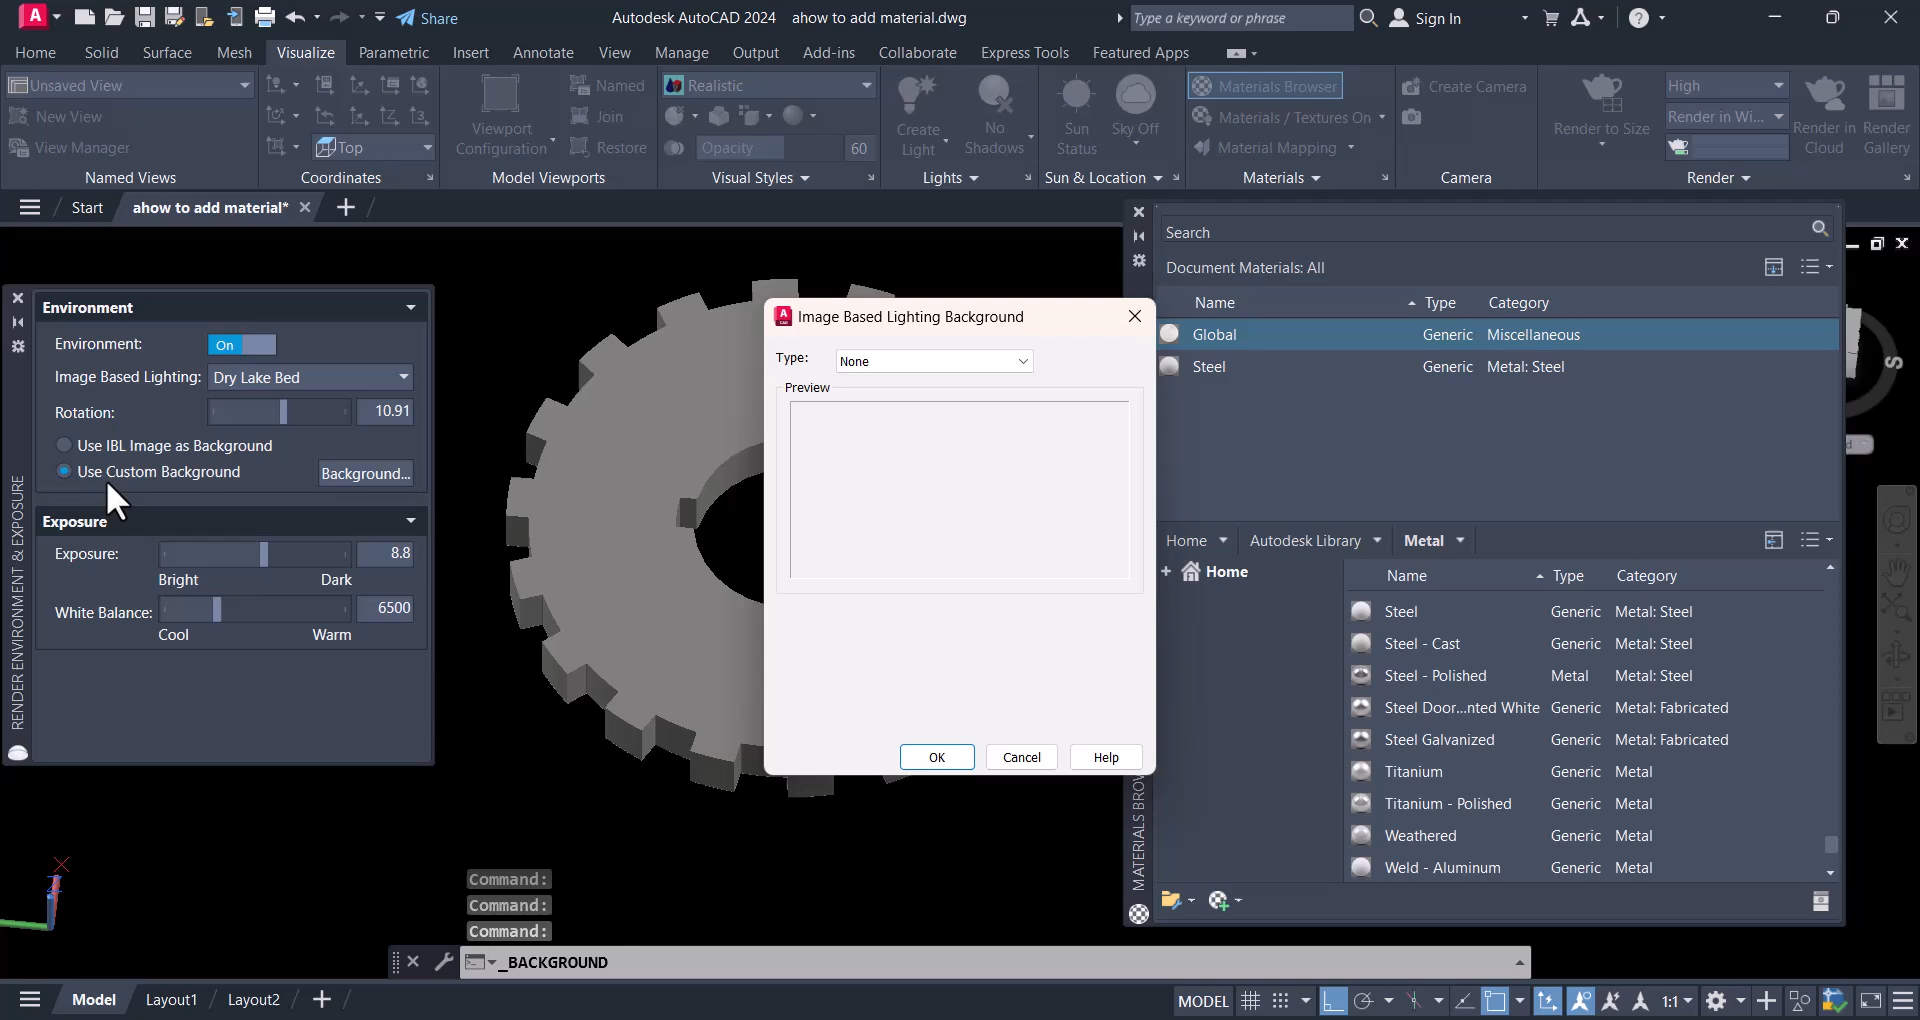 Share
Autodesk AutoCAD 2024 ahow to add material.dwg
Type a keyword or phrase
Sign In
Home Solid Surface Mesh Visualize Parametric Insert Annotate View Manage Output Add-ins Collaborate Express Tools Featured Apps
Unsaved View
New View
View Manager
Named Views
Top
Coordinates
Viewport
Configuration
Named
Join
Restore
Model Viewports
Realistic
Opacity 60
Visual Styles
Create
Light
No
Shadows
Lights
Sun
Status
Sky Off
Sun & Location
Materials Browser
Materials / Textures On
Material Mapping
Materials
Create Camera
Camera
Render to Size
High
Render in Wi...
Render in
Cloud
Render
Gallery
Render
Start
ahow to add material*
RENDER ENVIRONMENT & EXPOSURE
Environment
Environment: On
Image Based Lighting: Dry Lake Bed
Rotation: 10.91
Use IBL Image as Background
Use Custom Background Background...
Exposure
Exposure: 8.8
Bright Dark
White Balance: 6500
Cool Warm
Image Based Lighting Background
Type: None
Preview
OK Cancel Help
Search
Document Materials: All
Name Type Category
Global Generic Miscellaneous
Steel Generic Metal: Steel
Home Autodesk Library Metal
Home
Name Type Category
Steel Generic Metal: Steel
Steel - Cast Generic Metal: Steel
Steel - Polished Metal Metal: Steel
Steel Door...nted White Generic Metal: Fabricated
Steel Galvanized Generic Metal: Fabricated
Titanium Generic Metal
Titanium - Polished Generic Metal
Weathered Generic Metal
Weld - Aluminum Generic Metal
MATERIALS BROW
S
Command:
Command:
Command:
_BACKGROUND
Model Layout1 Layout2
MODEL
1:1